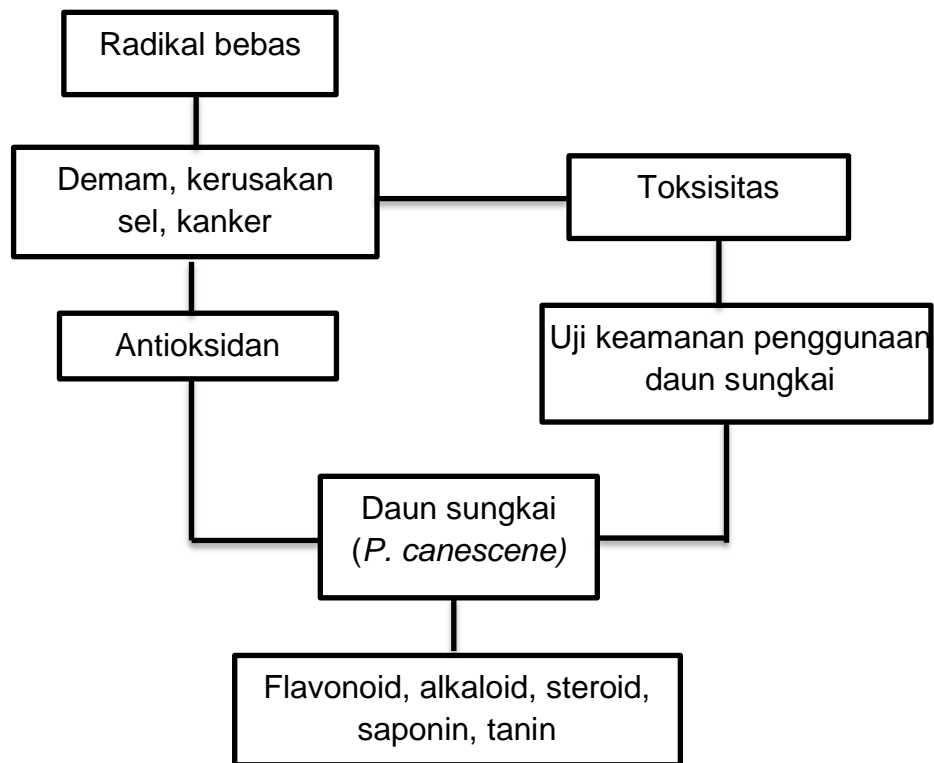 Radikal bebas
Demam, kerusakan
sel, kanker
Toksisitas
Antioksidan
Uji keamanan penggunaan
daun sungkai
Daun sungkai
(P. canescene)
Flavonoid, alkaloid, steroid,
saponin, tanin